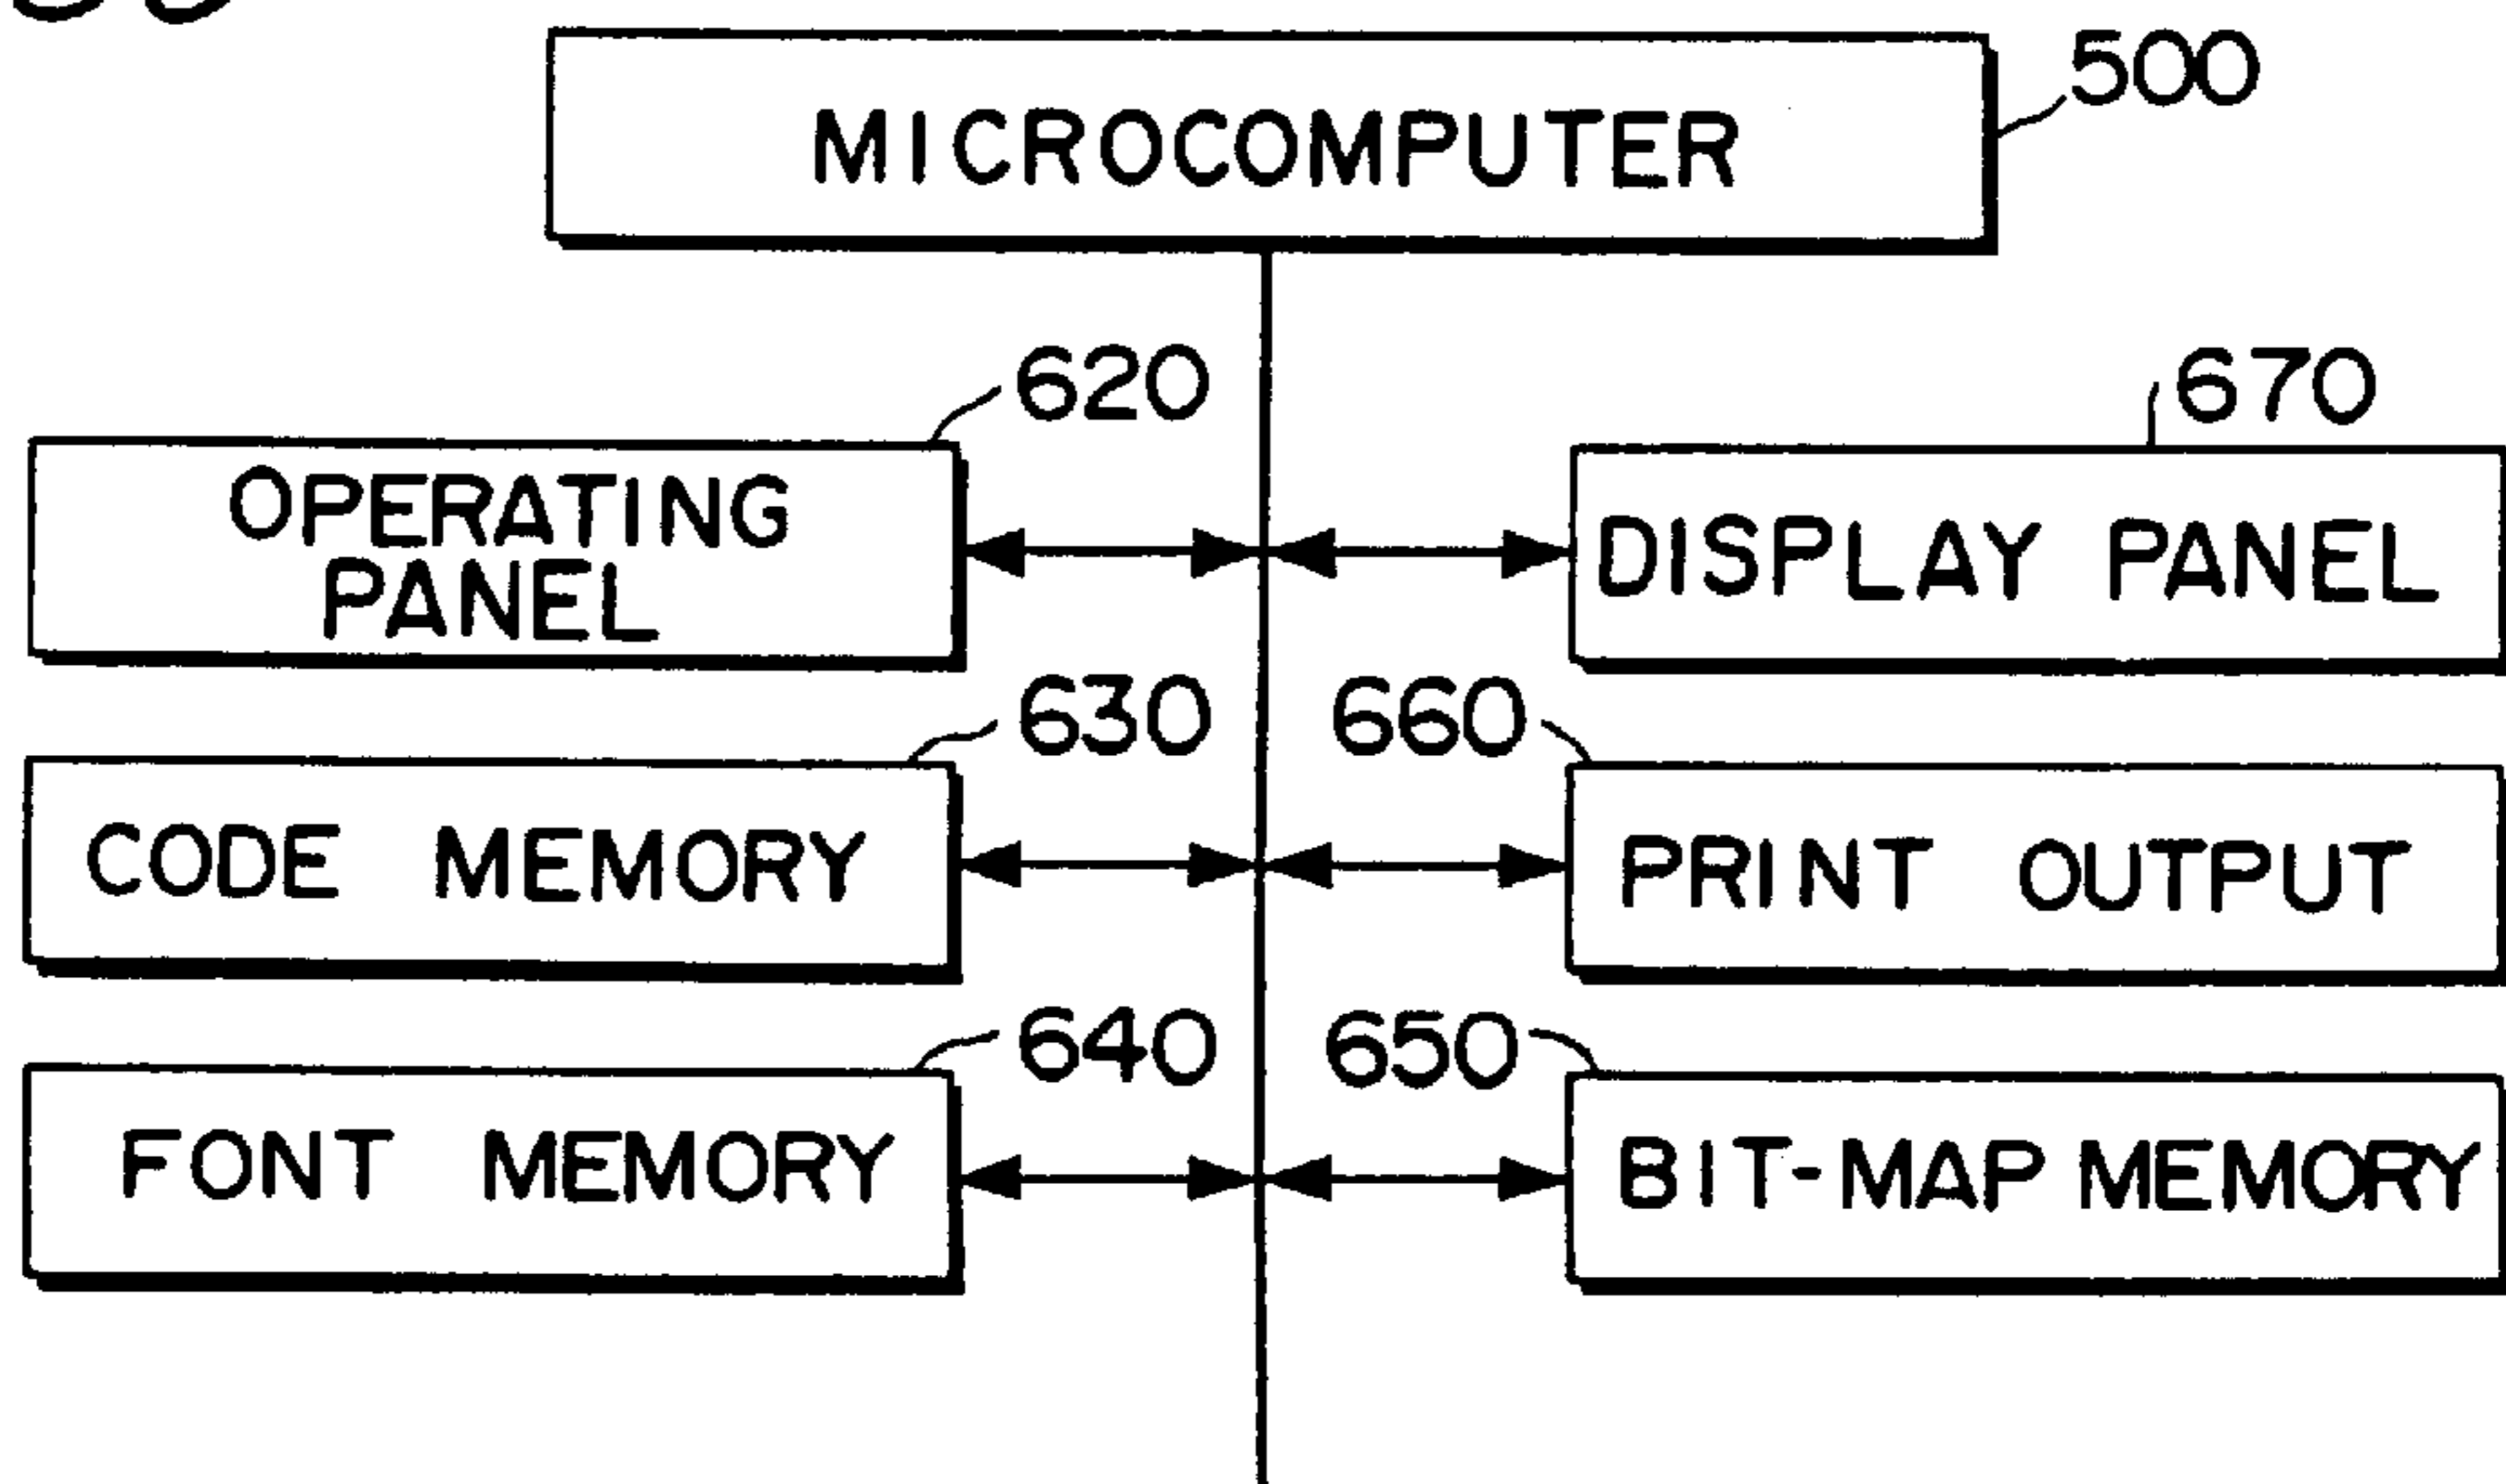 MICROCOMPUTER
500
620
670
OPERATING
PANEL
DISPLAY PANEL
630
660
CODE MEMORY
PRINT OUTPUT
640
650
FONT MEMORY
BIT-MAP MEMORY